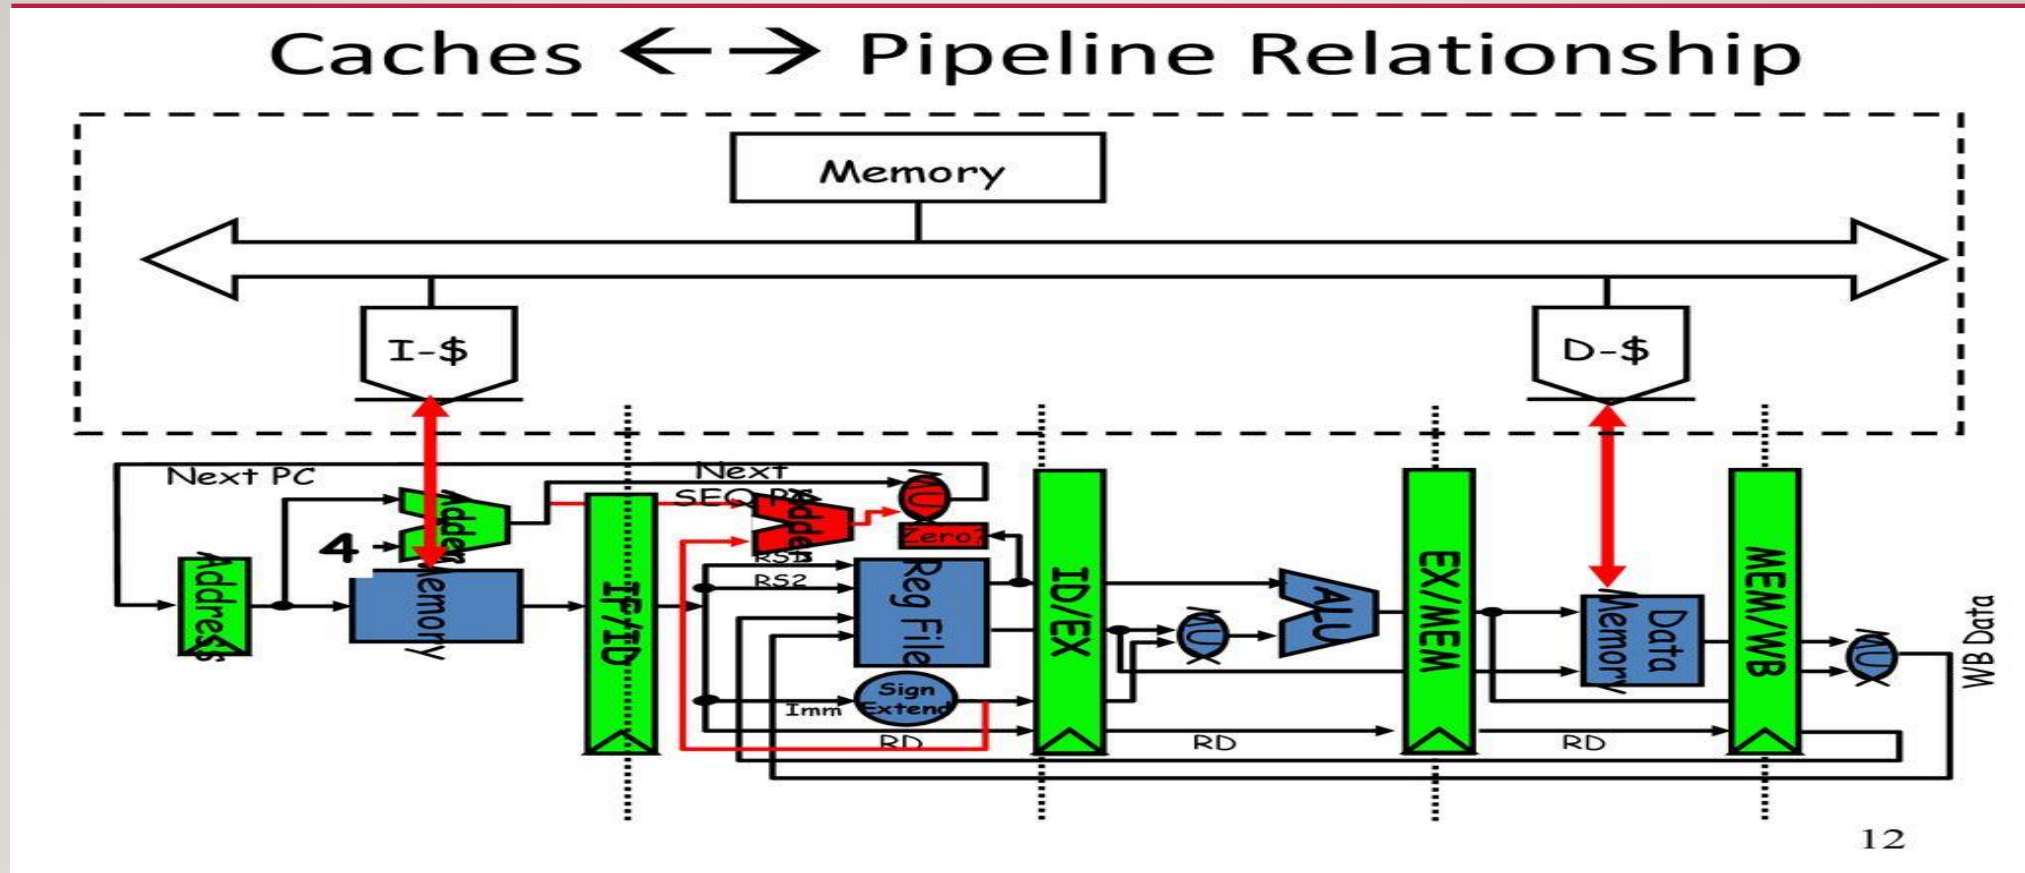 Caches ←→ Pipeline Relationship
Memory
I-$
D-$
Next PC
Next
SEQ PC
MUX
Adder
Adder
4
Zero?
RS1
RS2
Address
Memory
IF/ID
Reg File
ID/EX
MUX
ALU
EX/MEM
Data
Memory
MEM/WB
MUX
WB Data
Sign
Extend
Imm
RD
RD
RD
12